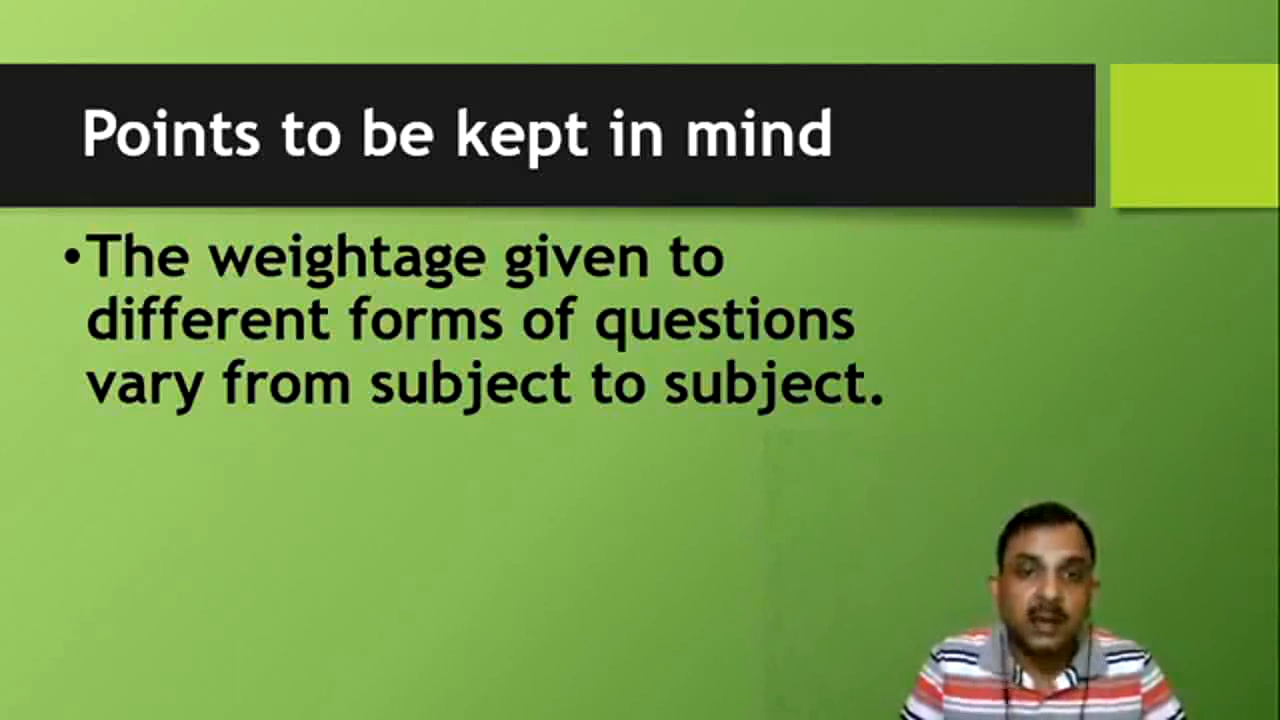 Points to be kept in mind
•The weightage given to
different forms of questions
vary from subject to subject.